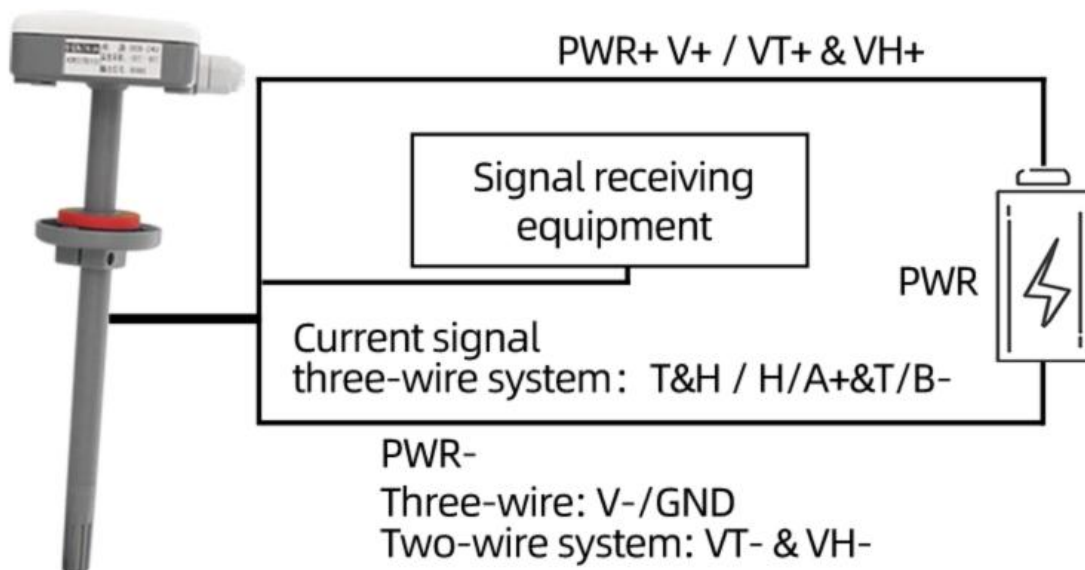 PWR+ V+ / VT+ & VH+
Signal receiving
equipment
PWR
Current signal
three-wire system: T&H / H/A+&T/B-
PWR-
Three-wire: V-/GND
Two-wire system: VT- & VH-